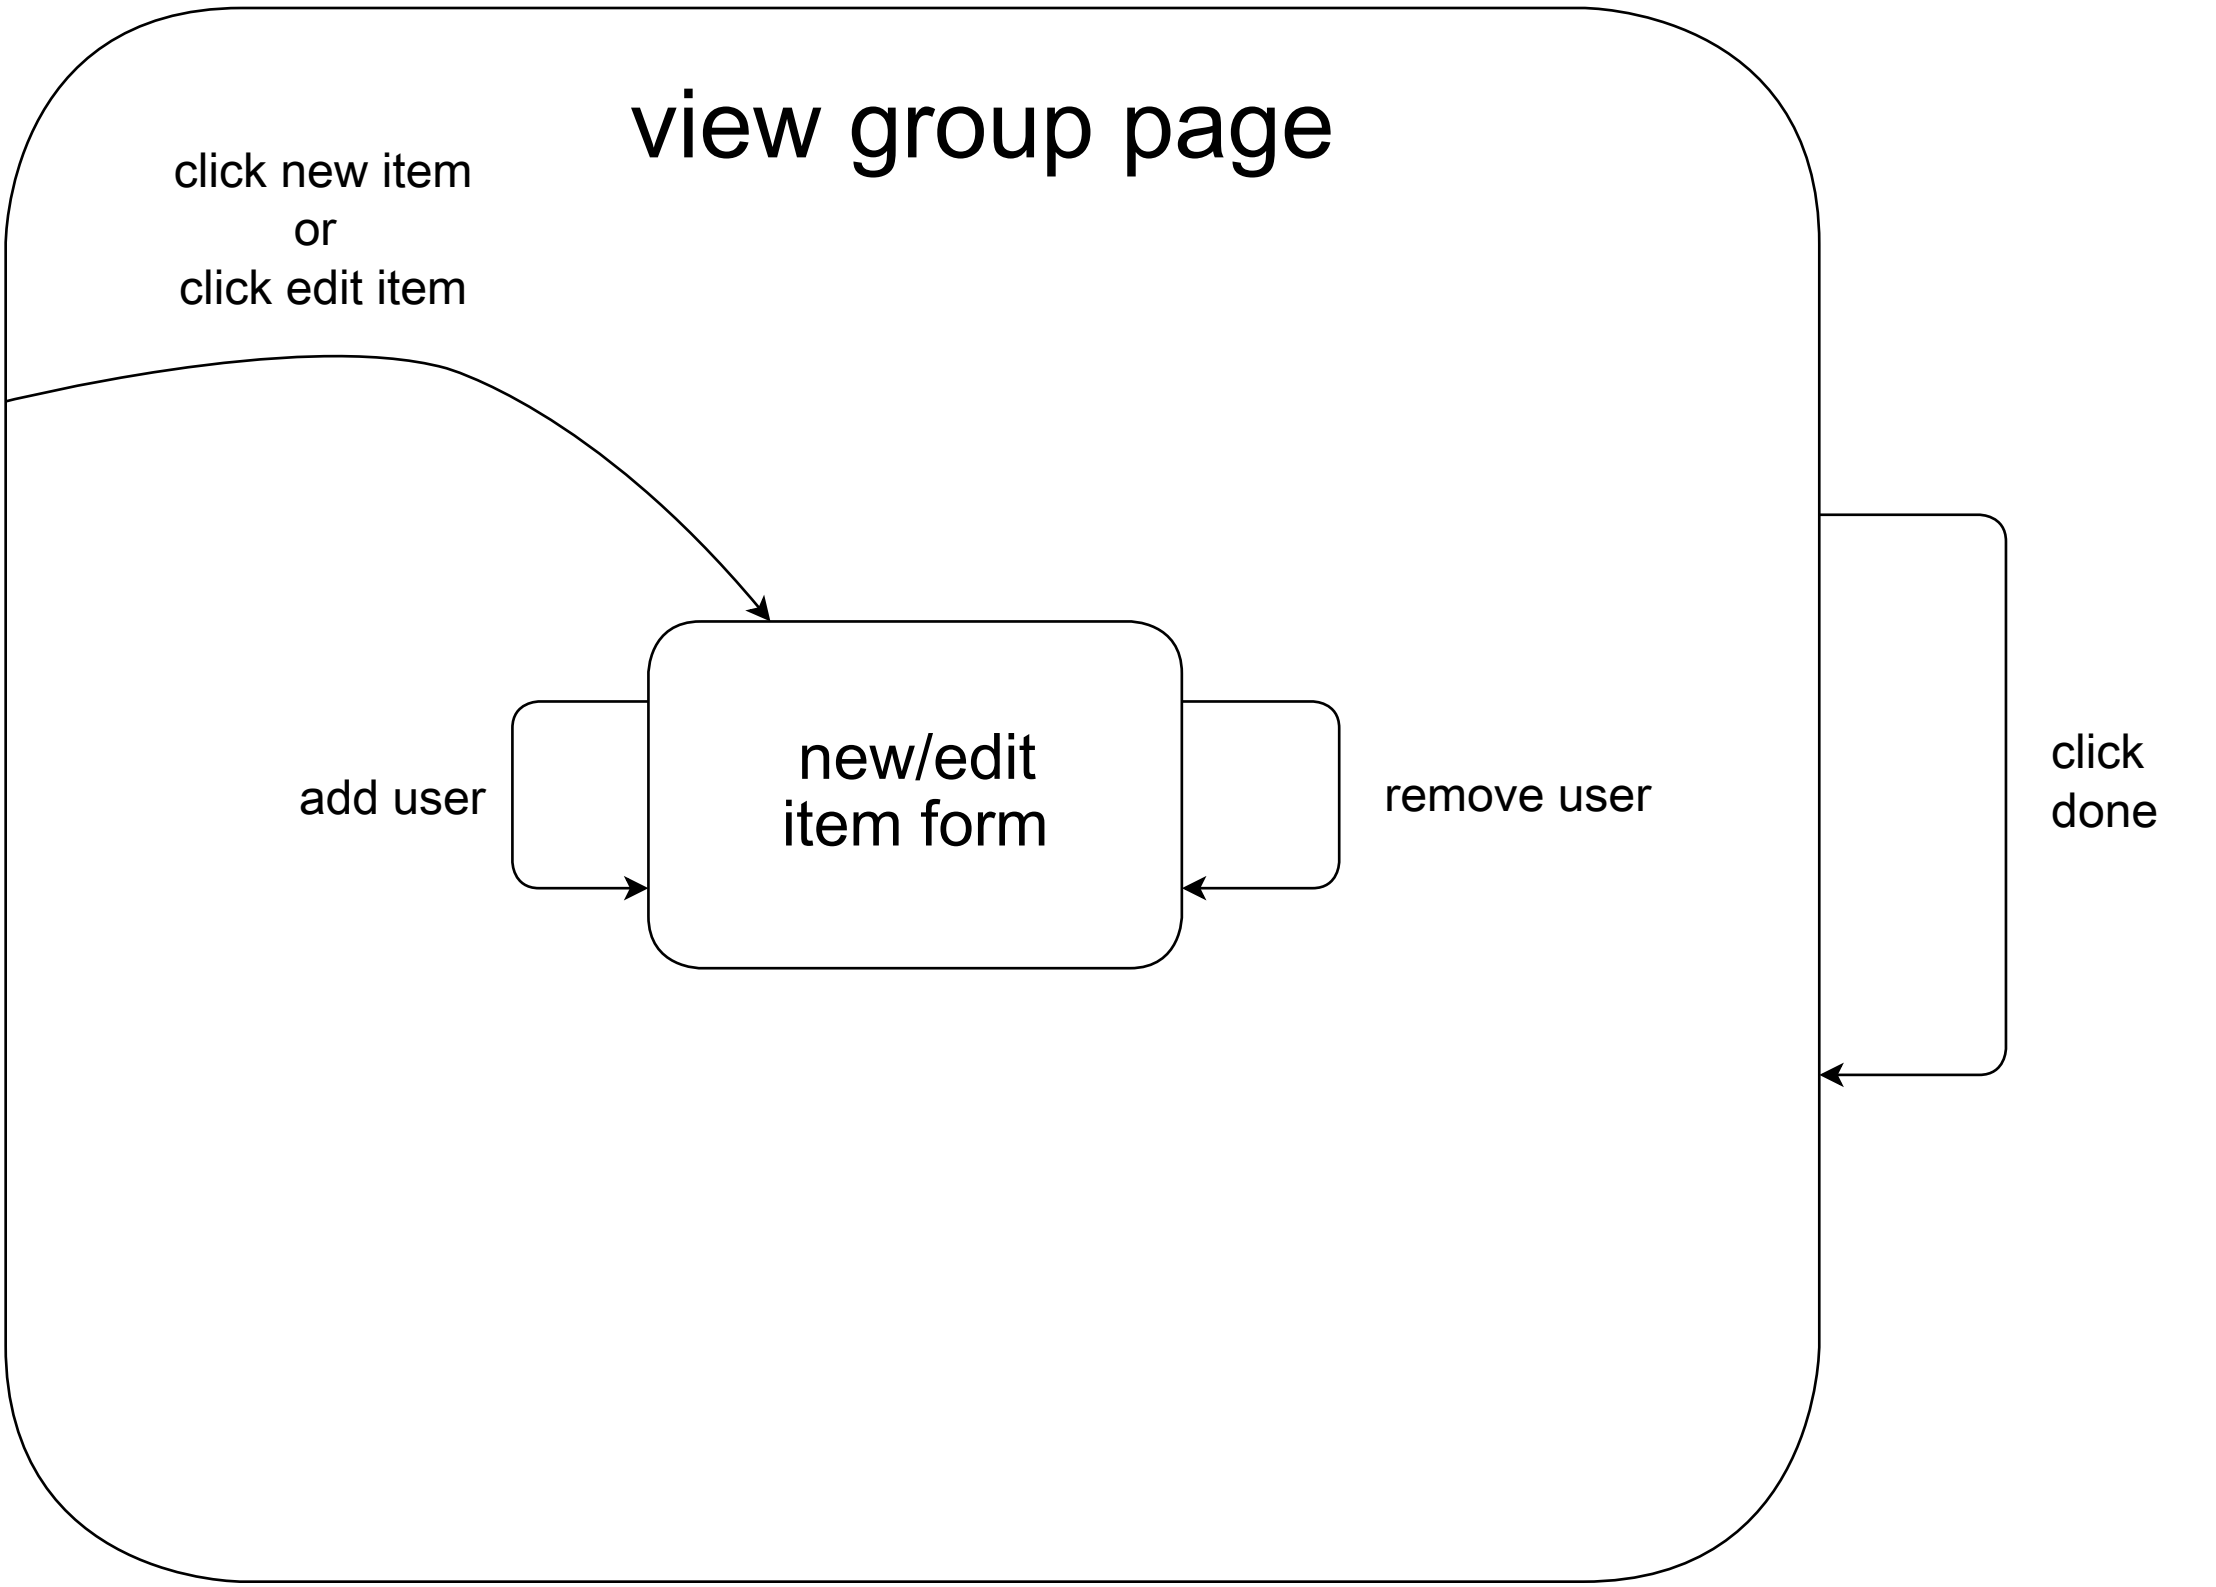 view group page
click new item
or
click edit item
new/edit
item form
add user
remove user
click
done